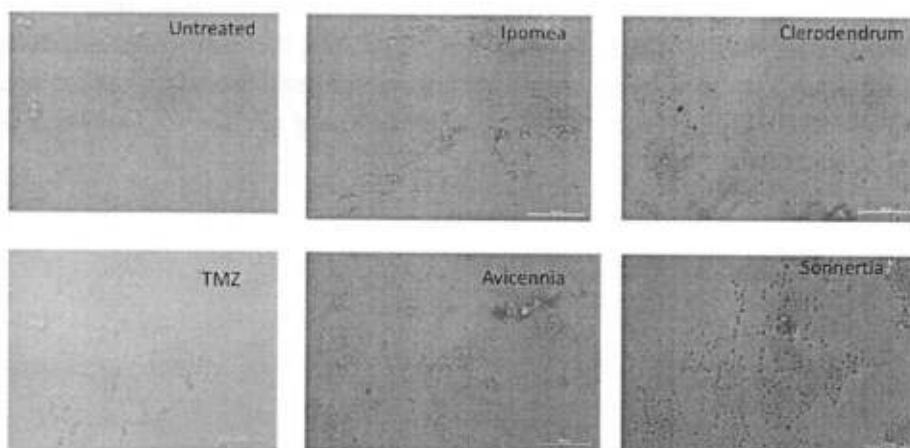 Untreated
Ipomea
Clerodendrum
TMZ
Avicennia
Sonnertia